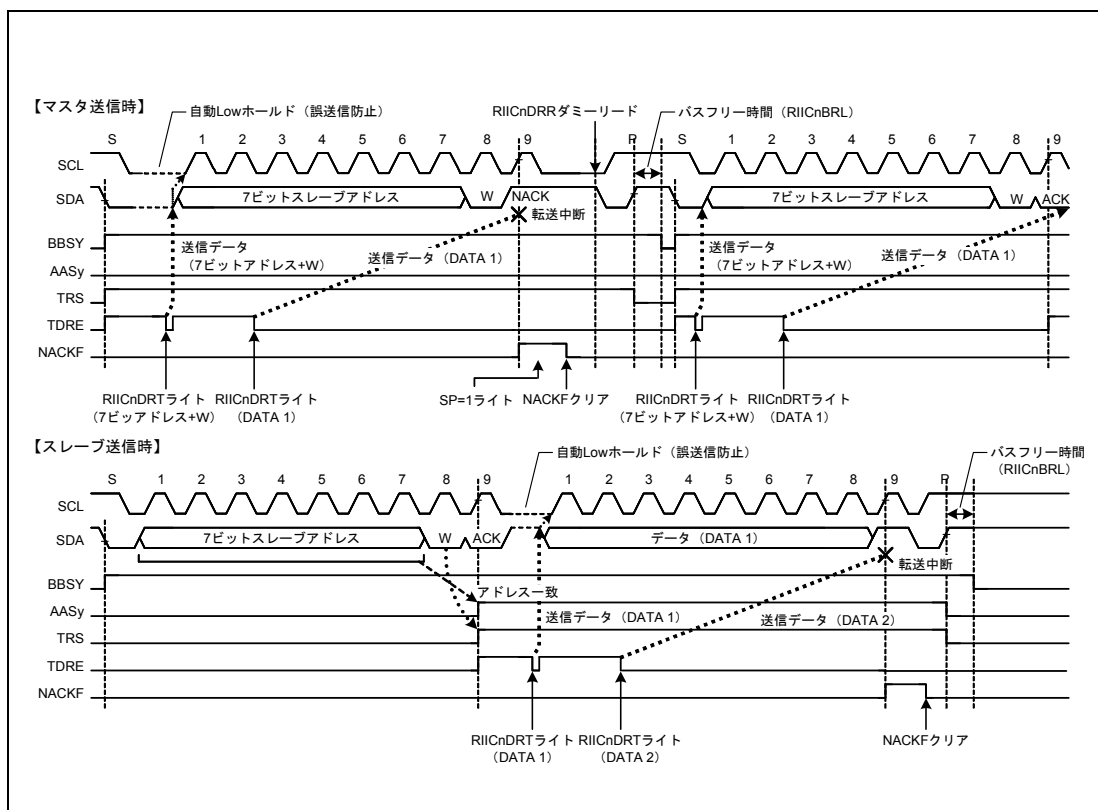 【マスタ送信時】
自動Lowホールド（誤送信防止）
RIICnDRRダミーリード
バスフリー時間（RIICnBRL）
S 1 2 3 4 5 6 7 8 9 P S 1 2 3 4 5 6 7 8 9
SCL
SDA 7ビットスレーブアドレス W NACK 7ビットスレーブアドレス W ACK
転送中断
BBSY
送信データ
（7ビットアドレス+W）
送信データ（DATA 1）
送信データ
（7ビットアドレス+W）
送信データ（DATA 1）
AASy
TRS
TDRE
NACKF
RIICnDRTライト
（7ビッアドレス+W）
RIICnDRTライト
（DATA 1）
SP=1ライト
NACKFクリア
RIICnDRTライト
（7ビットアドレス+W）
RIICnDRTライト
（DATA 1）
【スレーブ送信時】
自動Lowホールド（誤送信防止）
バスフリー時間
（RIICnBRL）
S 1 2 3 4 5 6 7 8 9 1 2 3 4 5 6 7 8 9 P
SCL
SDA 7ビットスレーブアドレス W ACK データ（DATA 1）
転送中断
BBSY
アドレス一致
AASy
送信データ（DATA 1）
送信データ（DATA 2）
TRS
TDRE
NACKF
RIICnDRTライト
（DATA 1）
RIICnDRTライト
（DATA 2）
NACKFクリア